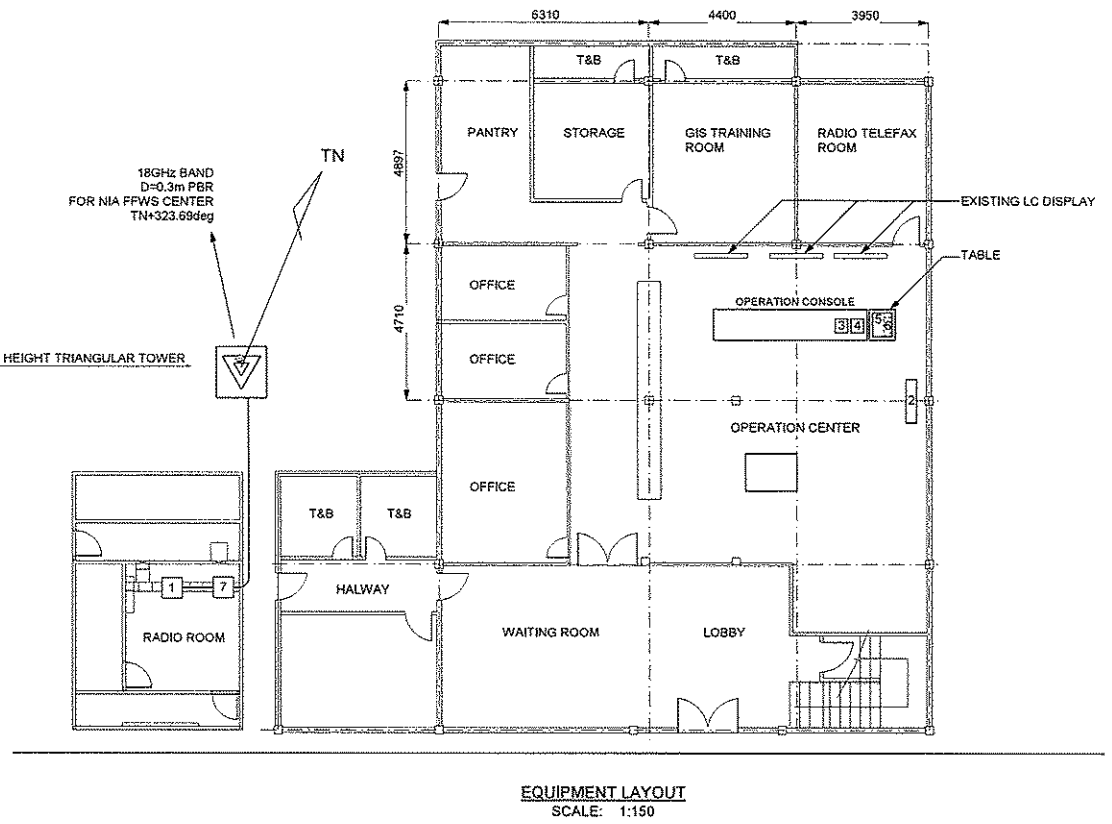 6310
4400
3950
T&B
T&B
PANTRY
STORAGE
GIS TRAINING
ROOM
RADIO TELEFAX
ROOM
4897
TN
18GHz BAND
D=0.3m PBR
FOR NIA FFWS CENTER
TN+323.69deg
EXISTING LC DISPLAY
TABLE
OFFICE
OPERATION CONSOLE
3
4
5
6
4710
OFFICE
HEIGHT TRIANGULAR TOWER
2
OPERATION CENTER
OFFICE
T&B
T&B
1
7
HALWAY
RADIO ROOM
WAITING ROOM
LOBBY
EQUIPMENT LAYOUT
SCALE: 1:150